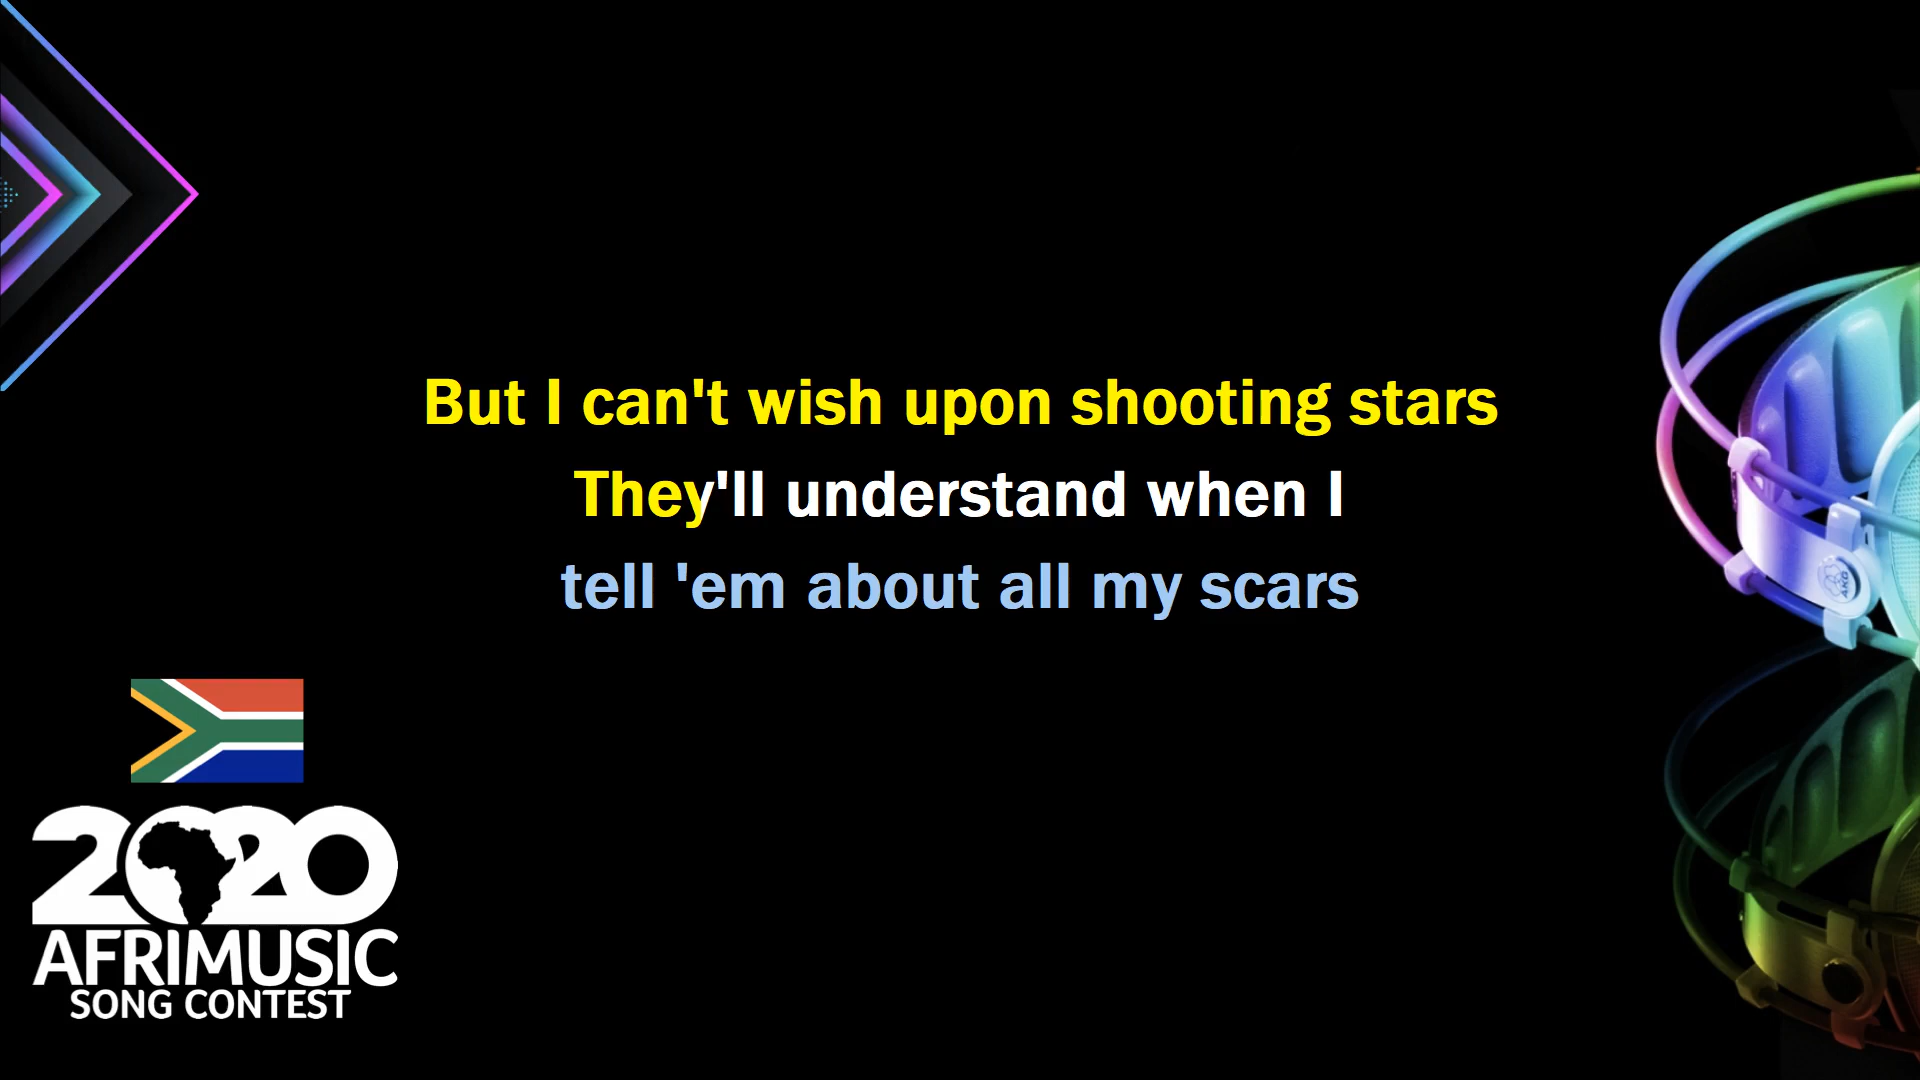 But I can't wish upon shooting stars
They'll understand when I
tell 'em about all my scars
2020
AFRIMUSIC
SONG CONTEST
AKG